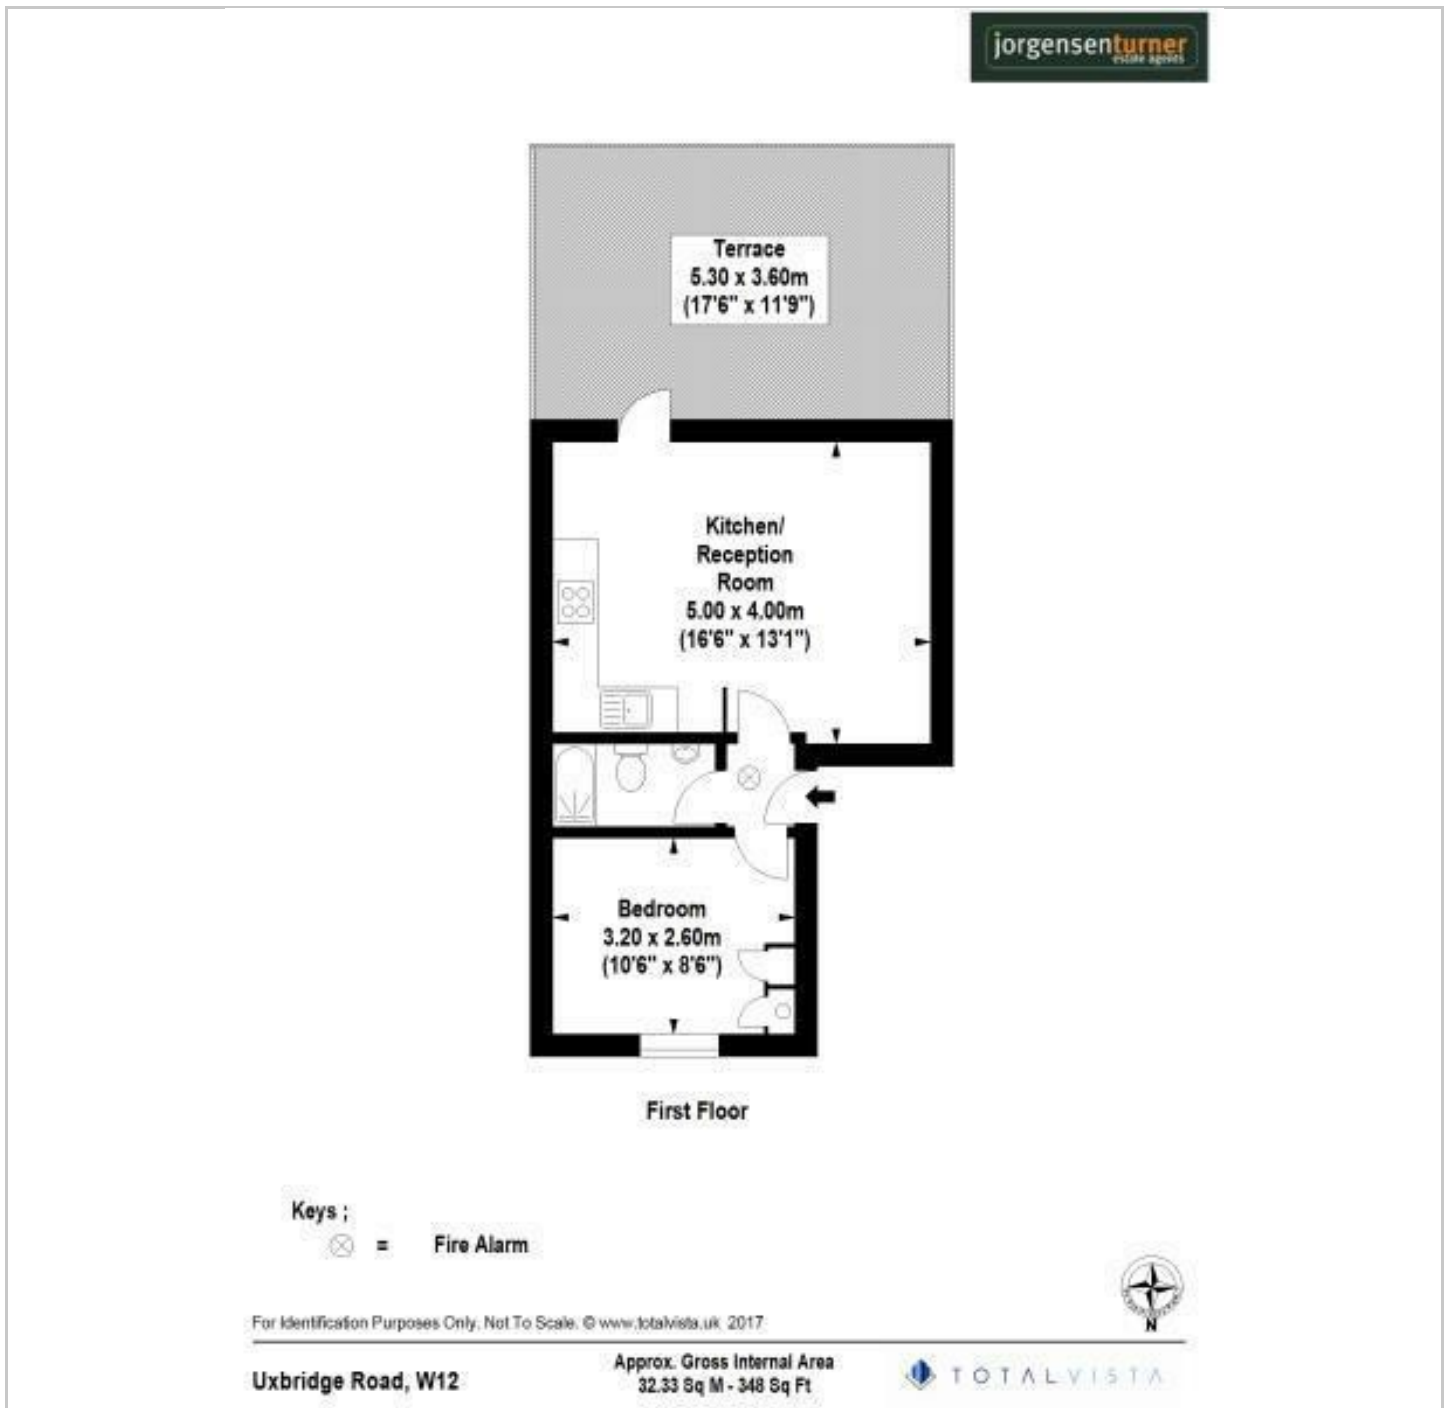 jorgensenturner
estate agents
Terrace
5.30 x 3.60m
(17'6" x 11'9")
Kitchen/
Reception
Room
5.00 x 4.00m
(16'6" x 13'1")
Bedroom
3.20 x 2.60m
(10'6" x 8'6")
First Floor
Keys ;
= Fire Alarm
N
For Identification Purposes Only. Not To Scale. © www.totalvista.uk 2017
Uxbridge Road, W12
Approx. Gross Internal Area
32.33 Sq M - 348 Sq Ft
TOTALVISTA